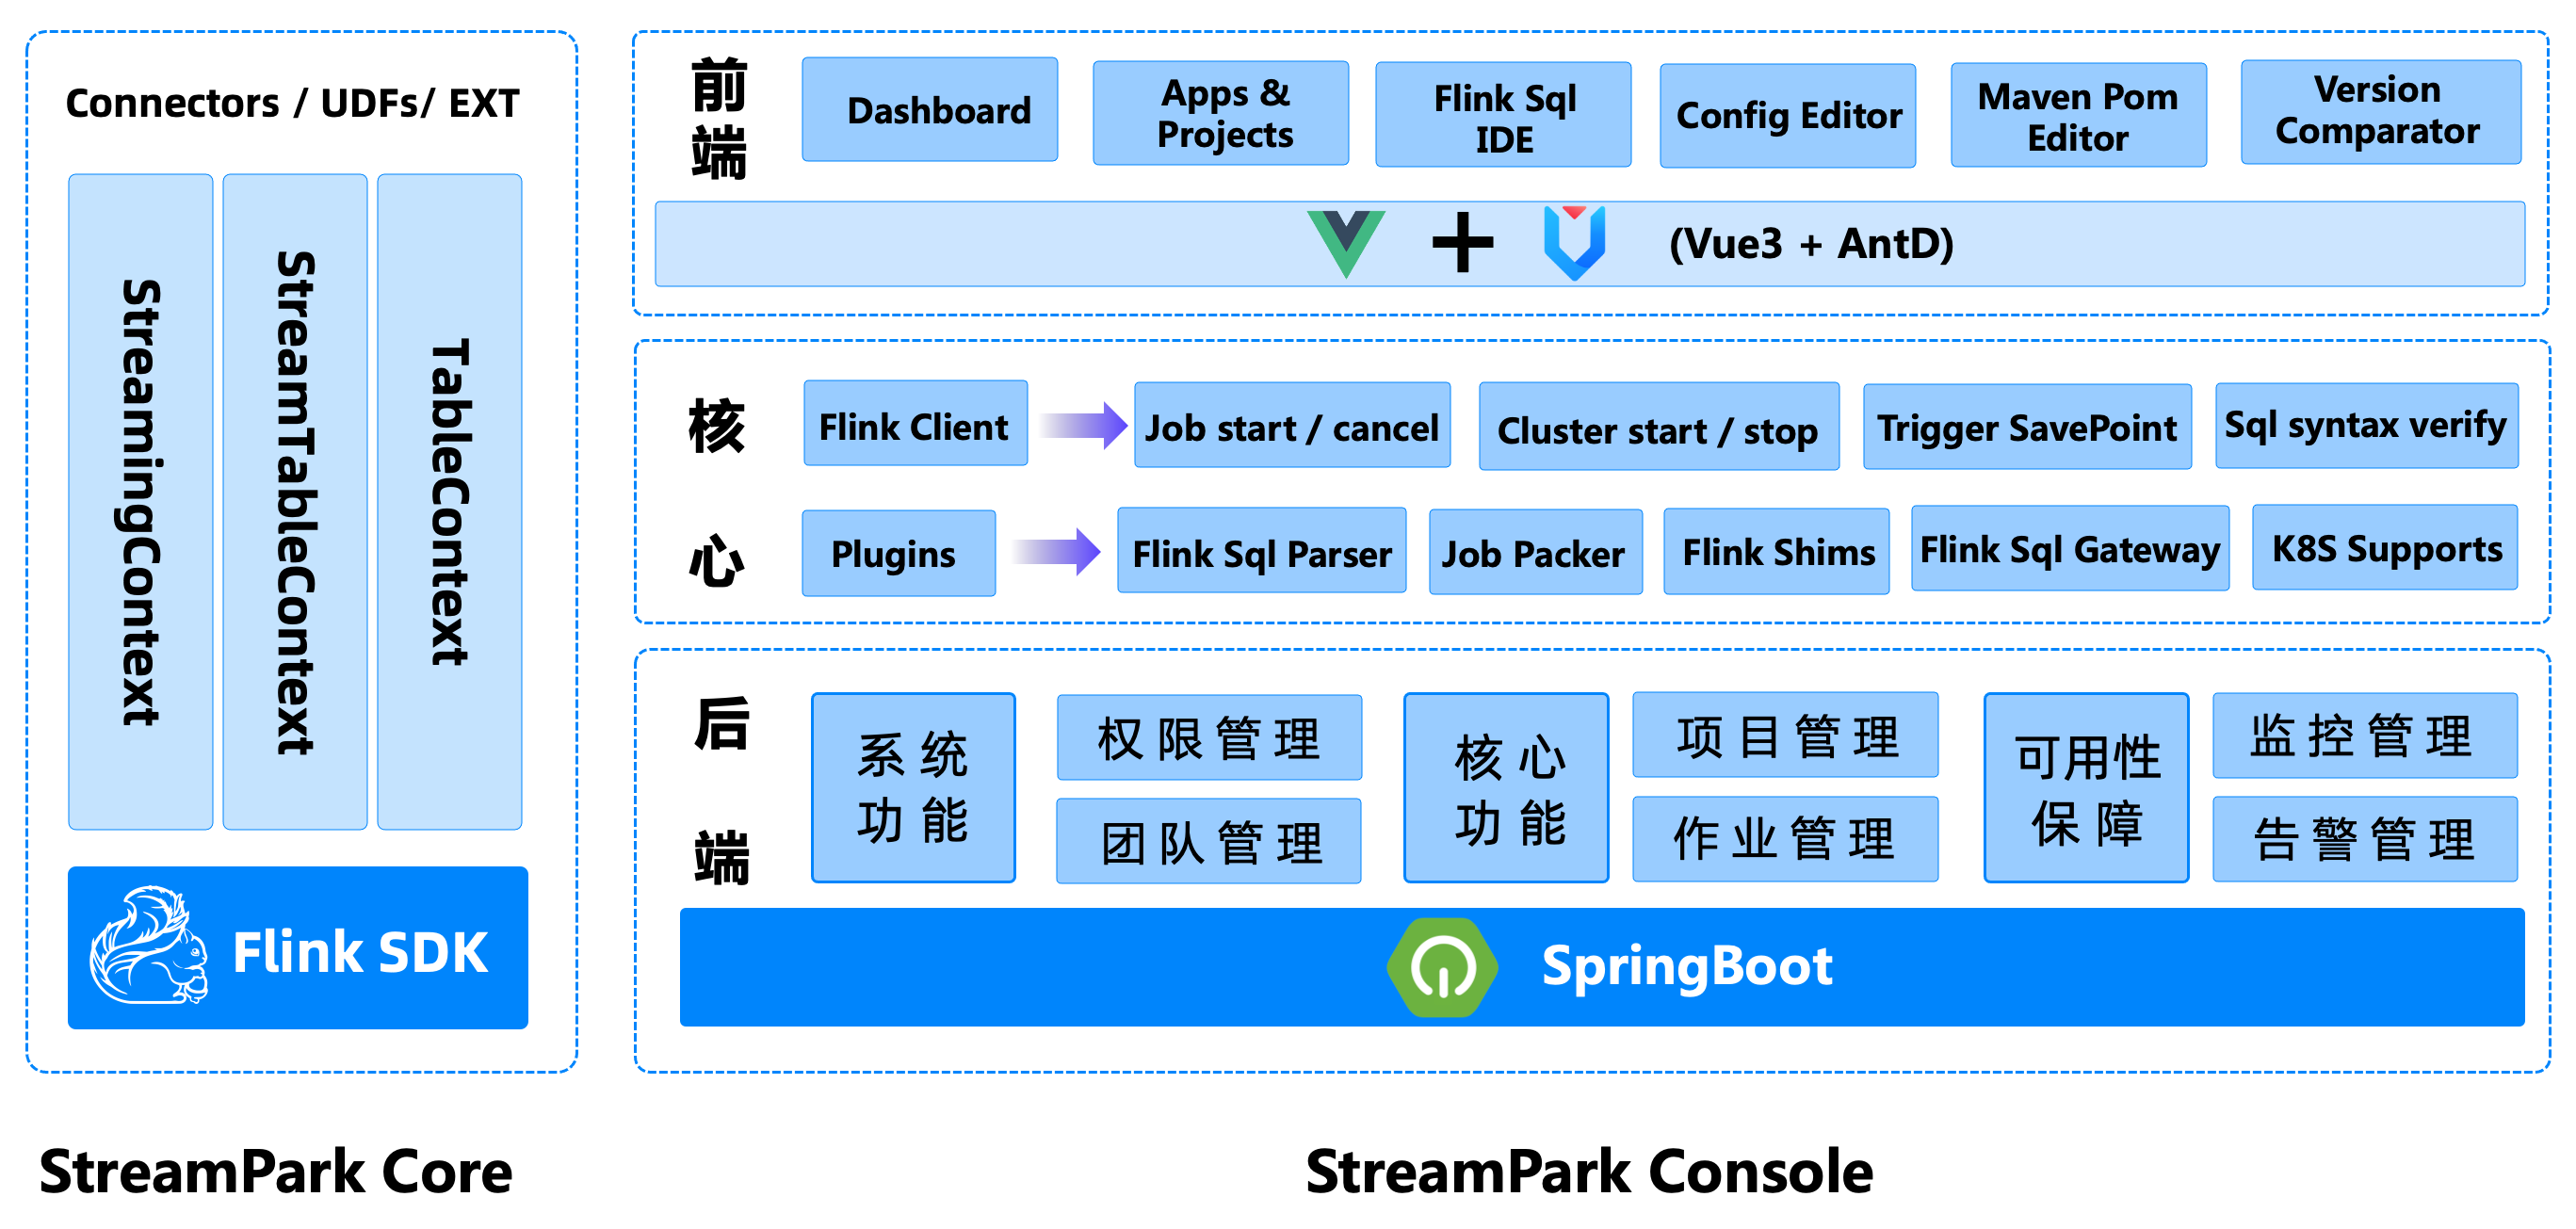 Connectors / UDFs/ EXT
StreamingContext
StreamTableContext
TableContext
Flink SDK
StreamPark Core
前
端
Dashboard
Apps &
Projects
Flink Sql
IDE
Config Editor
Maven Pom
Editor
Version
Comparator
(Vue3 + AntD)
核
心
Flink Client
Job start / cancel
Cluster start / stop
Trigger SavePoint
Sql syntax verify
Plugins
Flink Sql Parser
Job Packer
Flink Shims
Flink Sql Gateway
K8S Supports
后
端
系 统
功 能
权 限 管 理
团 队 管 理
核 心
功 能
项 目 管 理
作 业 管 理
可用性
保 障
监 控 管 理
告 警 管 理
SpringBoot
StreamPark Console